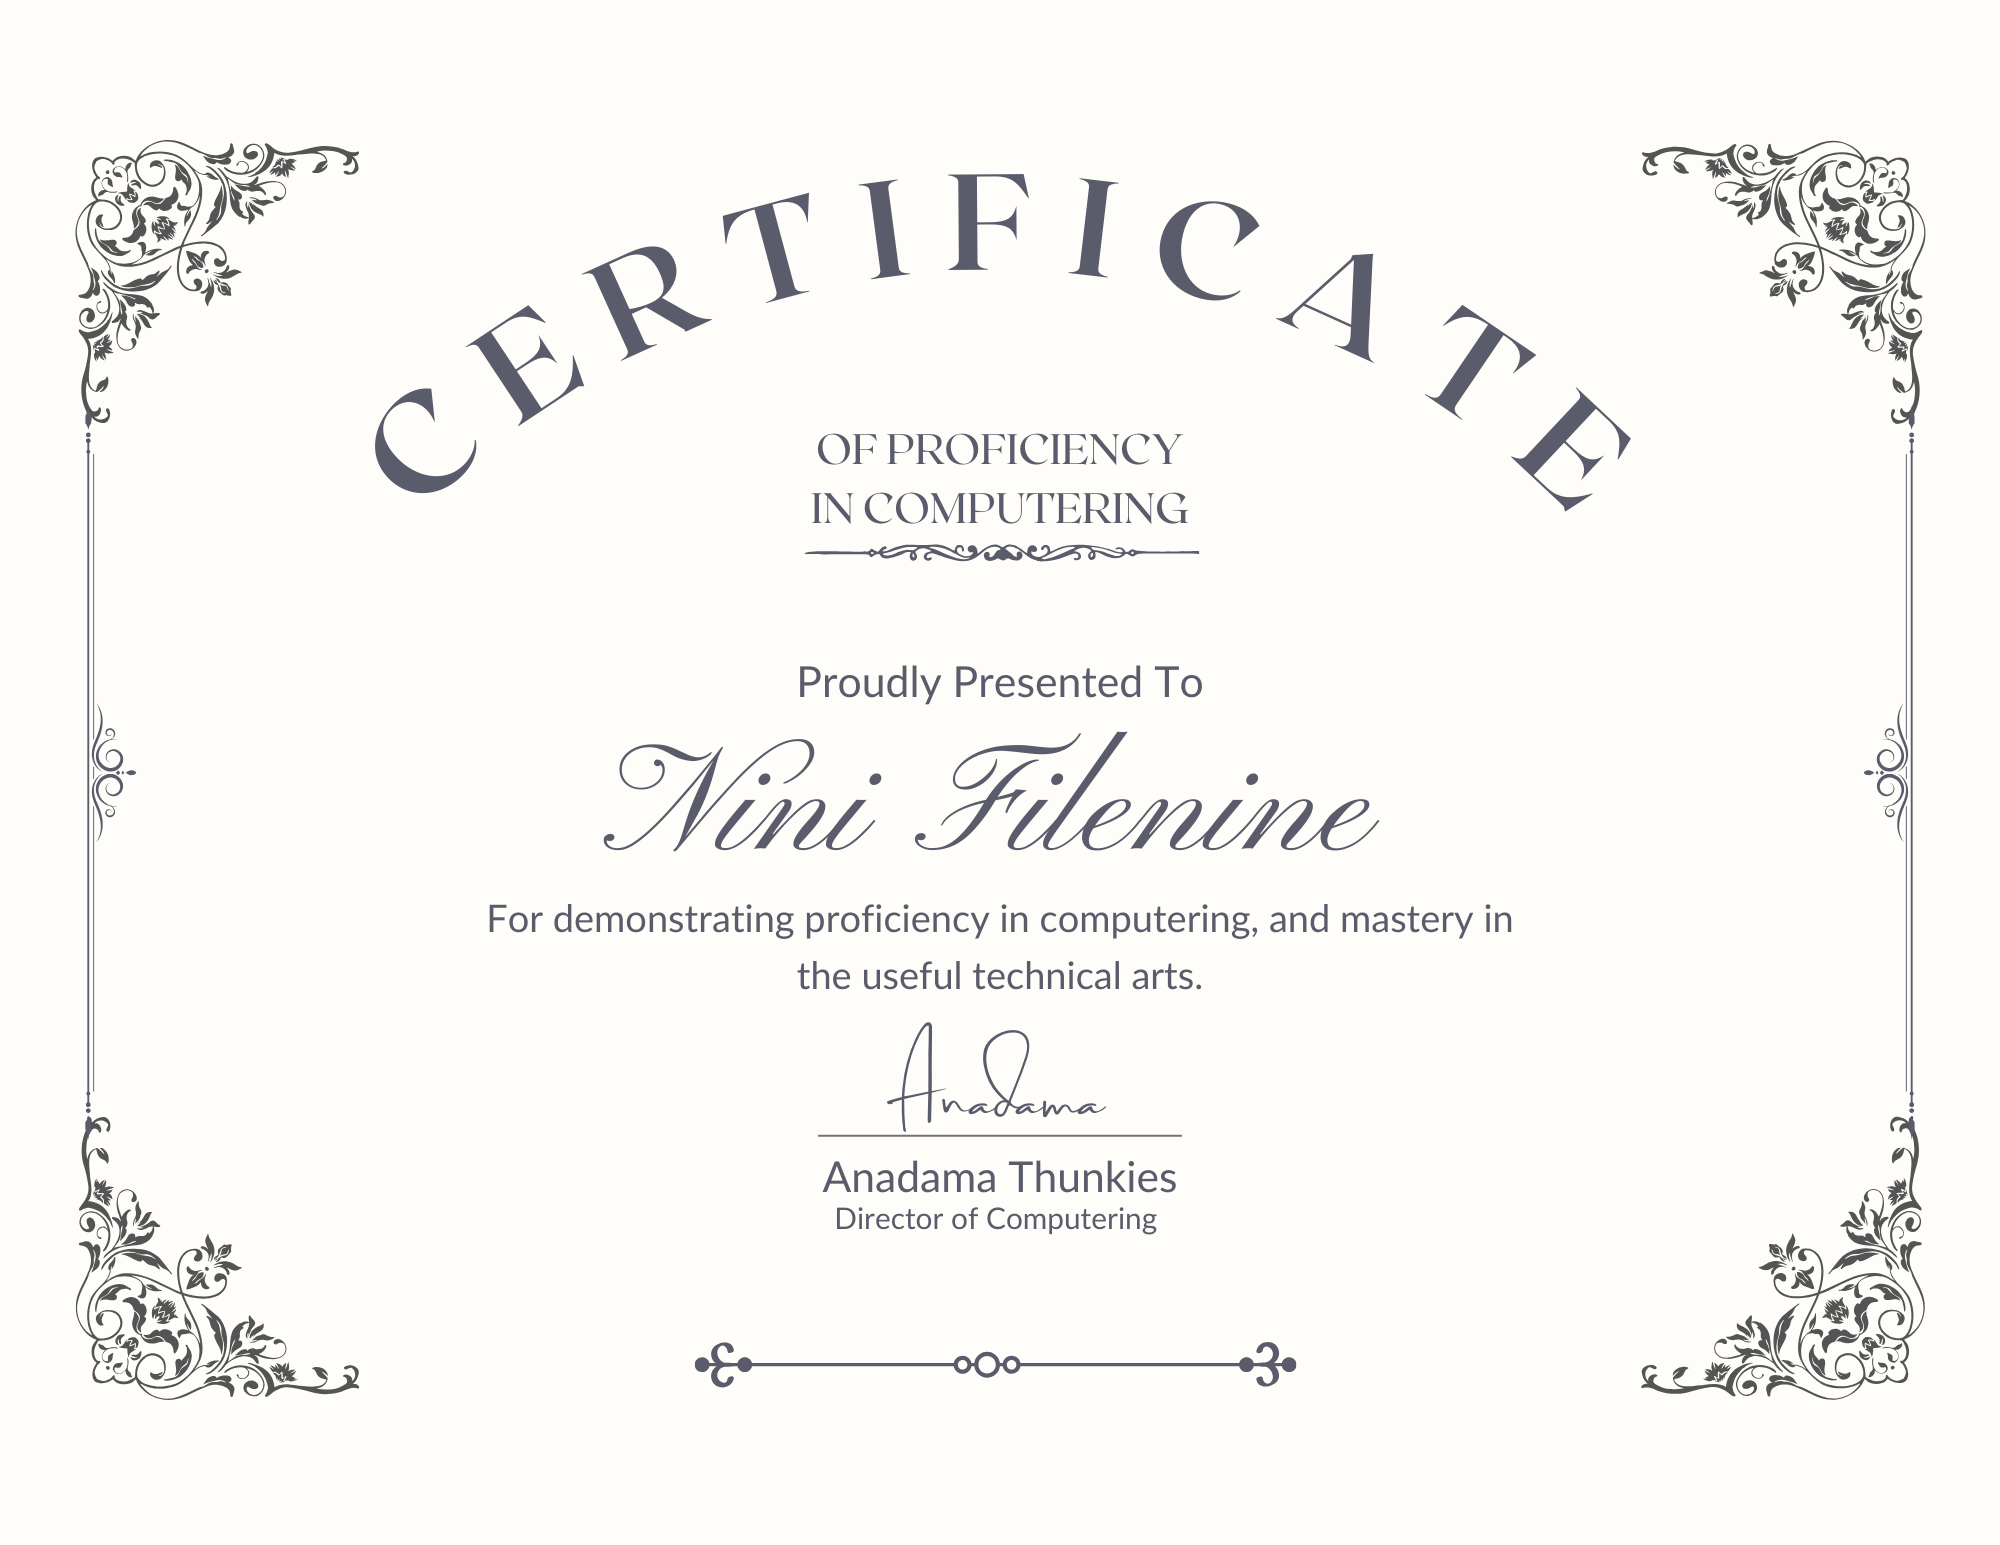 CERTIFICATE
OF PROFICIENCY
IN COMPUTERING
Proudly Presented To
Nini Filenine
For demonstrating proficiency in computering, and mastery in
the useful technical arts.
Anadama
Anadama Thunkies
Director of Computering